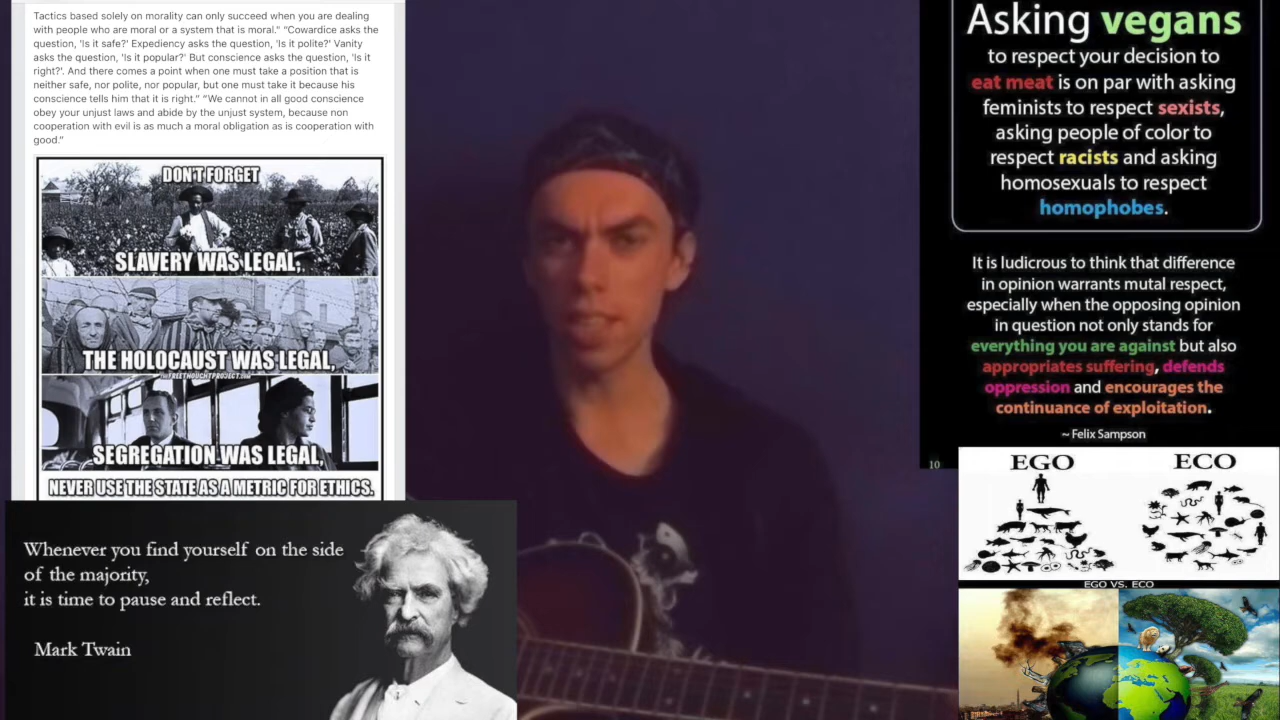 Tactics based solely on morality can only succeed when you are dealing
with people who are moral or a system that is moral." "Cowardice asks the
question, 'Is it safe?' Expediency asks the question, 'Is it polite?' Vanity
asks the question, 'Is it popular?' But conscience asks the question, 'Is it
right?'. And there comes a point when one must take a position that is
neither safe, nor polite, nor popular, but one must take it because his
conscience tells him that it is right." "We cannot in all good conscience
obey your unjust laws and abide by the unjust system, because non
cooperation with evil is as much a moral obligation as is cooperation with
good."
DON'T FORGET
SLAVERY WAS LEGAL,
THE HOLOCAUST WAS LEGAL,
THEFREETHOUGHTPROJECT.COM
SEGREGATION WAS LEGAL,
NEVER USE THE STATE AS A METRIC FOR ETHICS.
Whenever you find yourself on the side
of the majority,
it is time to pause and reflect.
Mark Twain
Asking vegans
to respect your decision to
eat meat is on par with asking
feminists to respect sexists,
asking people of color to
respect racists and asking
homosexuals to respect
homophobes.
It is ludicrous to think that difference
in opinion warrants mutal respect,
especially when the opposing opinion
in question not only stands for
everything you are against but also
appropriates suffering, defends
oppression and encourages the
continuance of exploitation.
~ Felix Sampson
10
EGO
ECO
EGO VS. ECO